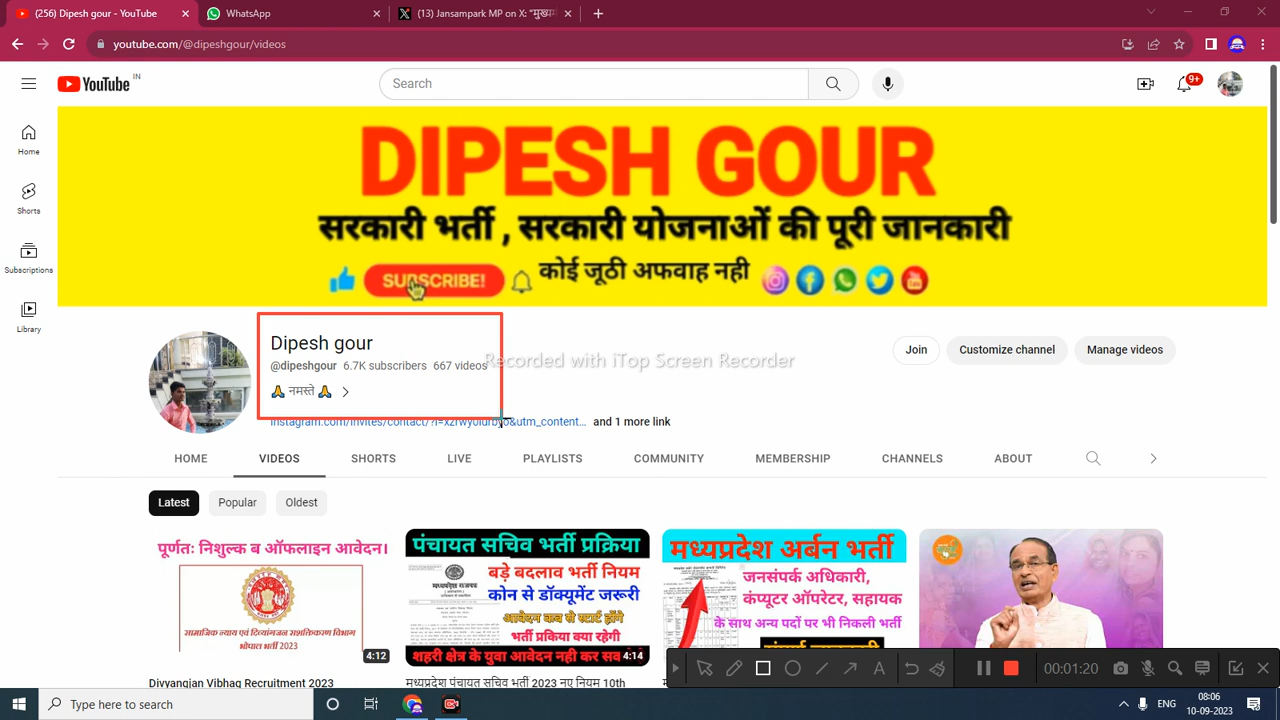 (256) Dipesh gour - YouTube
WhatsApp
(13) Jansampark MP on X: "मुख्यम
youtube.com/@dipeshgour/videos
YouTube IN
Search
9+
Home
Shorts
Subscriptions
Library
DIPESH GOUR
सरकारी भर्ती , सरकारी योजनाओं की पूरी जानकारी
SUBSCRIBE!
कोई जूठी अफवाह नही
Dipesh gour
@dipeshgour 6.7K subscribers 667 videos
🙏 नमस्ते 🙏
Recorded with iTop Screen Recorder
Join
Customize channel
Manage videos
and 1 more link
HOME
VIDEOS
SHORTS
LIVE
PLAYLISTS
COMMUNITY
MEMBERSHIP
CHANNELS
ABOUT
Latest
Popular
Oldest
पूर्णतः निशुल्क व ऑफलाइन आवेदन।
सामाजिक न्याय एवं दिव्यांगजन सशक्तिकरण विभाग
भोपाल भर्ती 2023
4:12
पंचायत सचिव भर्ती प्रक्रिया
बड़े बदलाव भर्ती नियम
कोन से डॉक्यूमेंट जरूरी
आवेदन कब से स्टार्ट होंगे
भर्ती प्रकिया क्या रहेगी
शहरी क्षेत्र के युवा आवेदन नही कर सव
4:14
मध्यप्रदेश अर्बन भर्ती
जनसंपर्क अधिकारी,
कंप्यूटर ऑपरेटर, सहायक
के साथ अन्य पदों पर भी निकली भर्ती
Divyangjan Vibhag Recruitment 2023
मध्यप्रदेश पंचायत सचिव भर्ती 2023 नए नियम 10th
00:01:20
Type here to search
ENG
08:06
10-09-2023